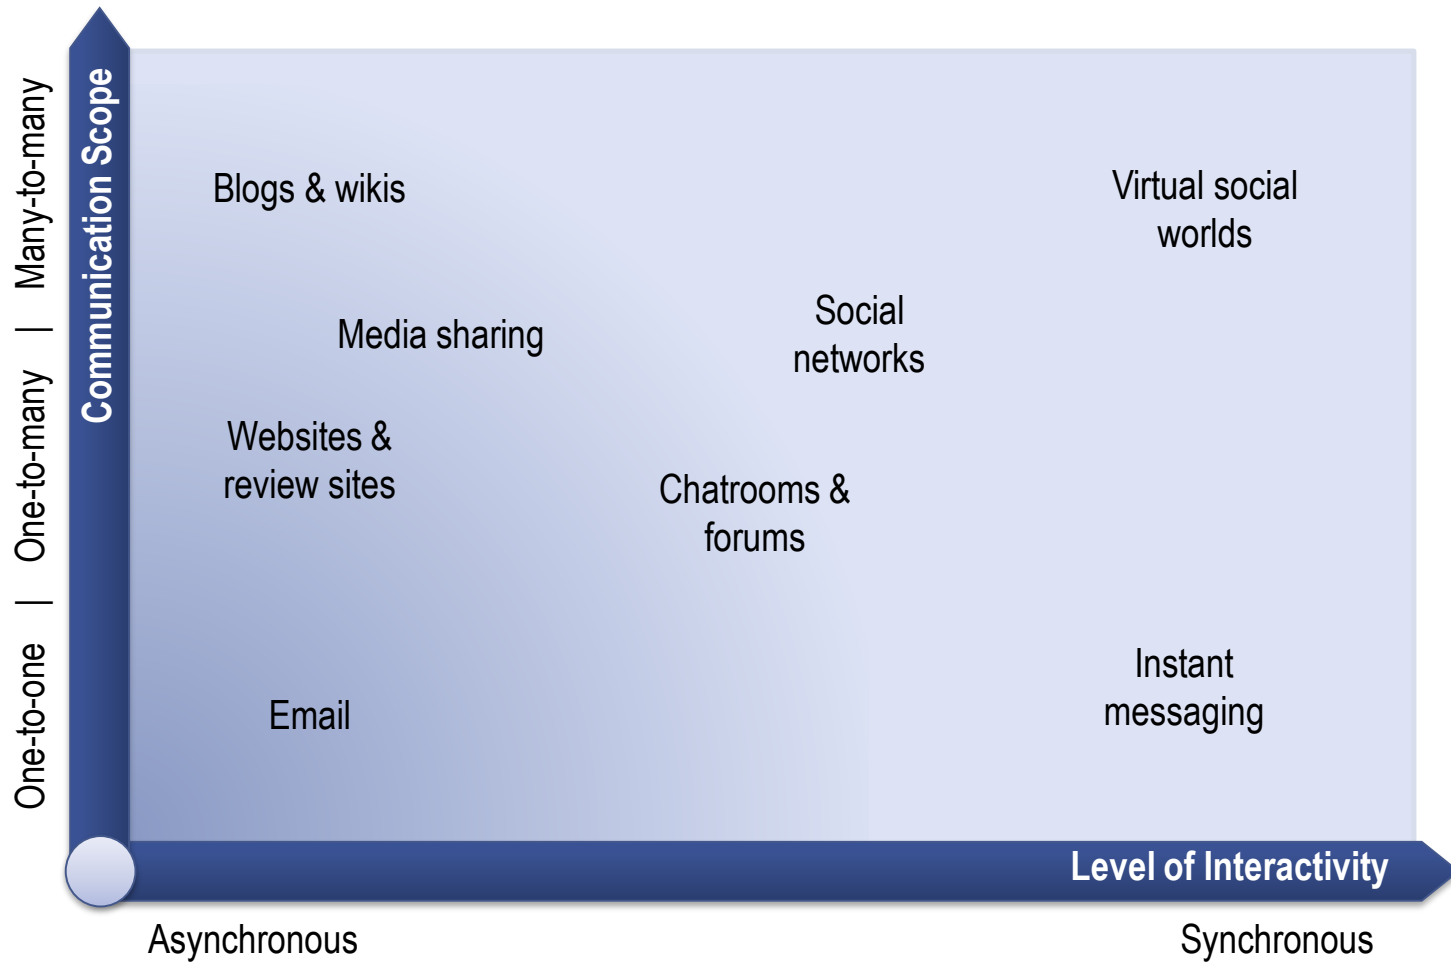 Communication Scope
Many-to-many
|
One-to-many
|
One-to-one
Blogs & wikis
Virtual social
worlds
Media sharing
Social
networks
Websites &
review sites
Chatrooms &
forums
Email
Instant
messaging
Level of Interactivity
Asynchronous
Synchronous